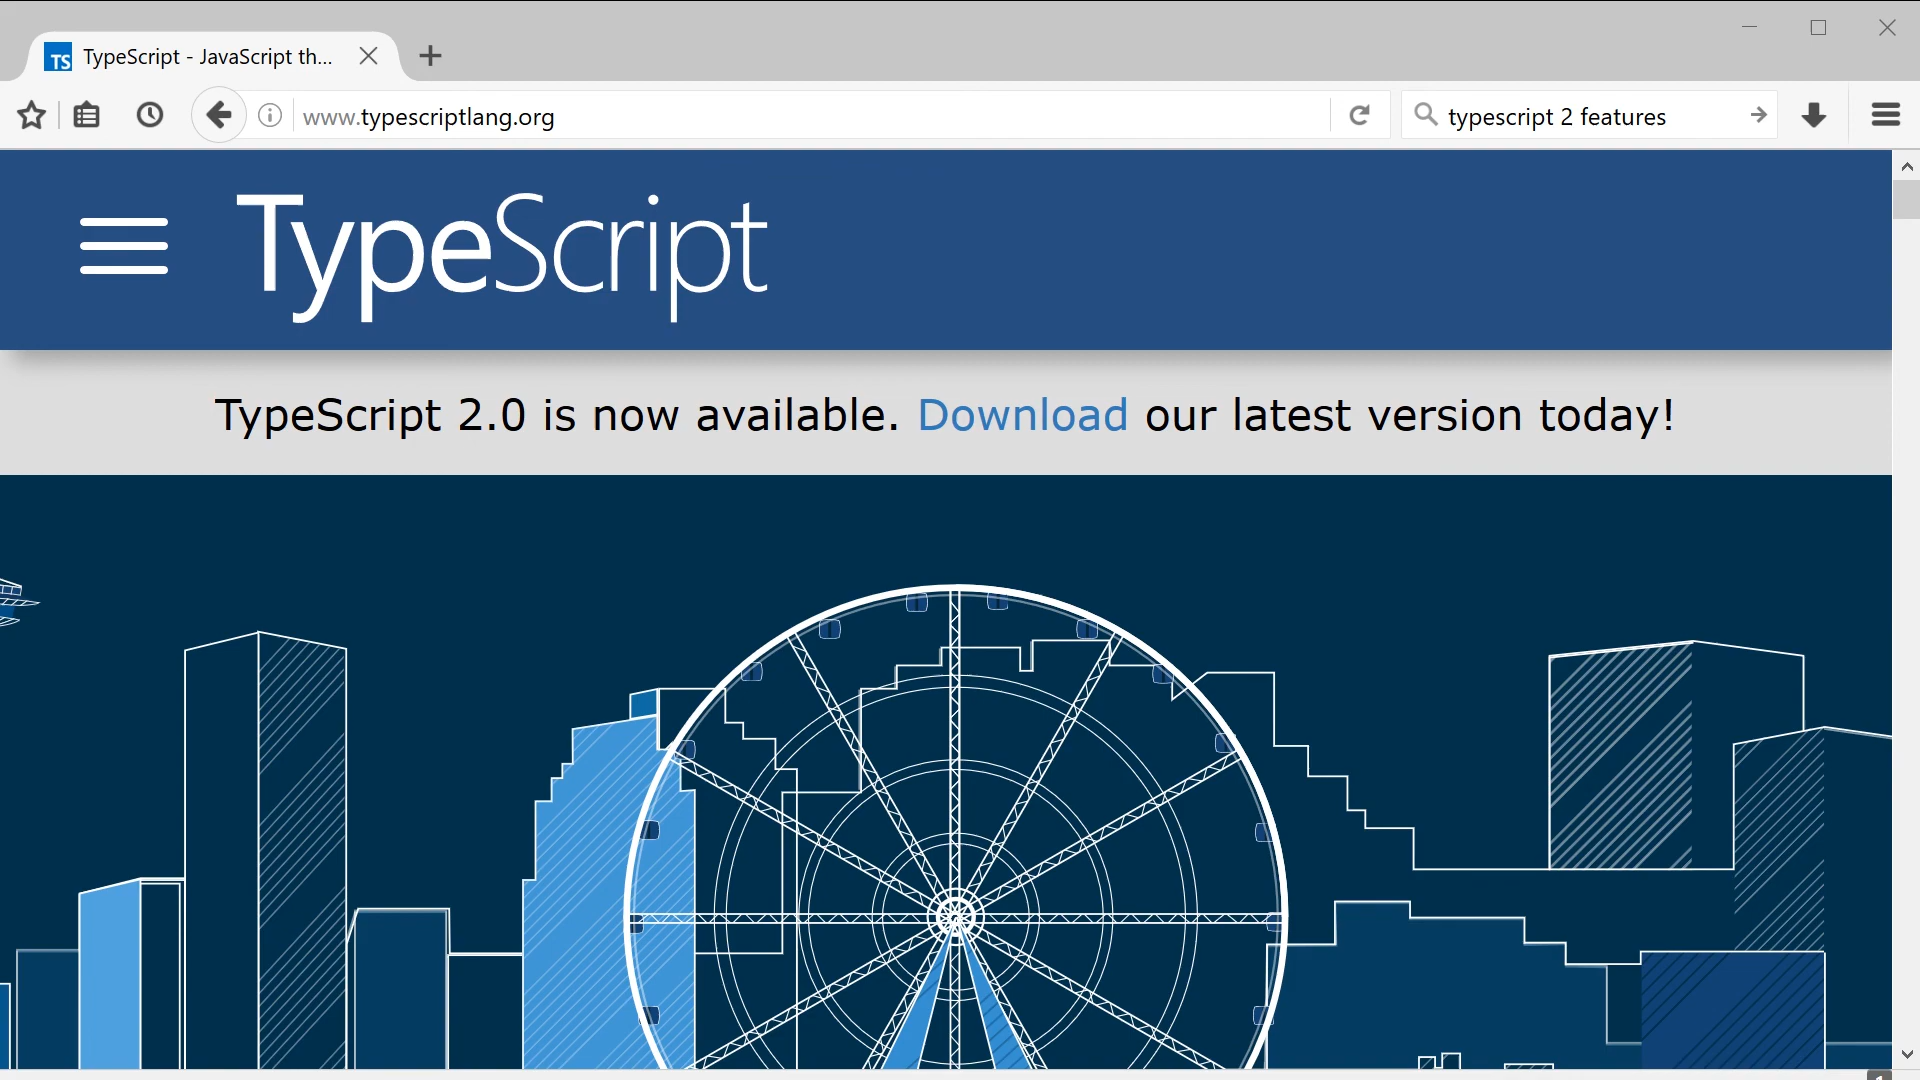 TS TypeScript - JavaScript th...
www.typescriptlang.org
typescript 2 features
TypeScript
TypeScript 2.0 is now available. Download our latest version today!